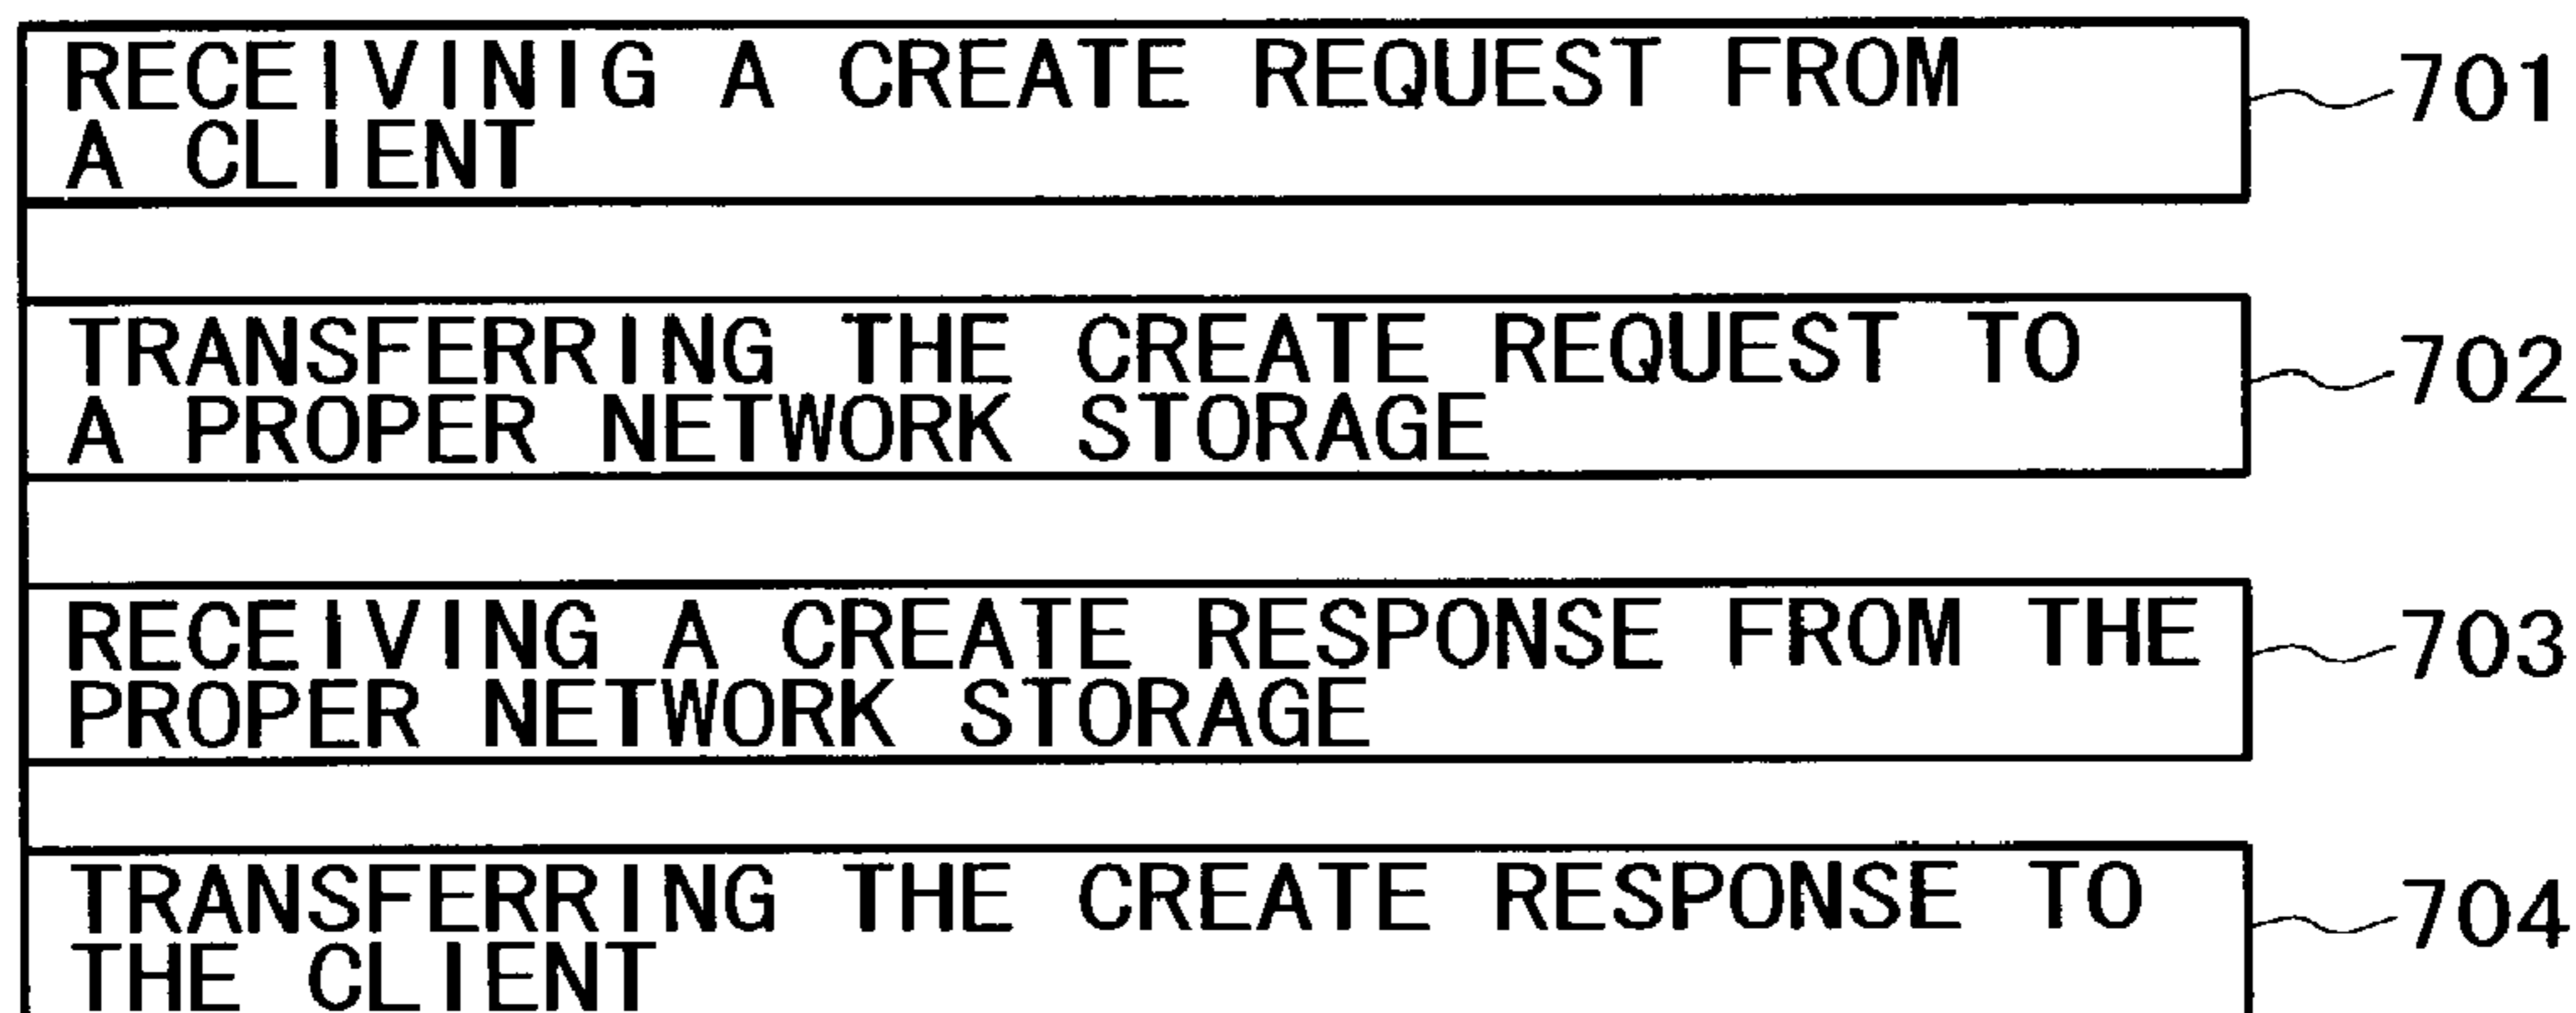 RECEIVINIG A CREATE REQUEST FROM
A CLIENT
701
TRANSFERRING THE CREATE REQUEST TO
A PROPER NETWORK STORAGE
702
RECEIVING A CREATE RESPONSE FROM THE
PROPER NETWORK STORAGE
703
TRANSFERRING THE CREATE RESPONSE TO
THE CLIENT
704